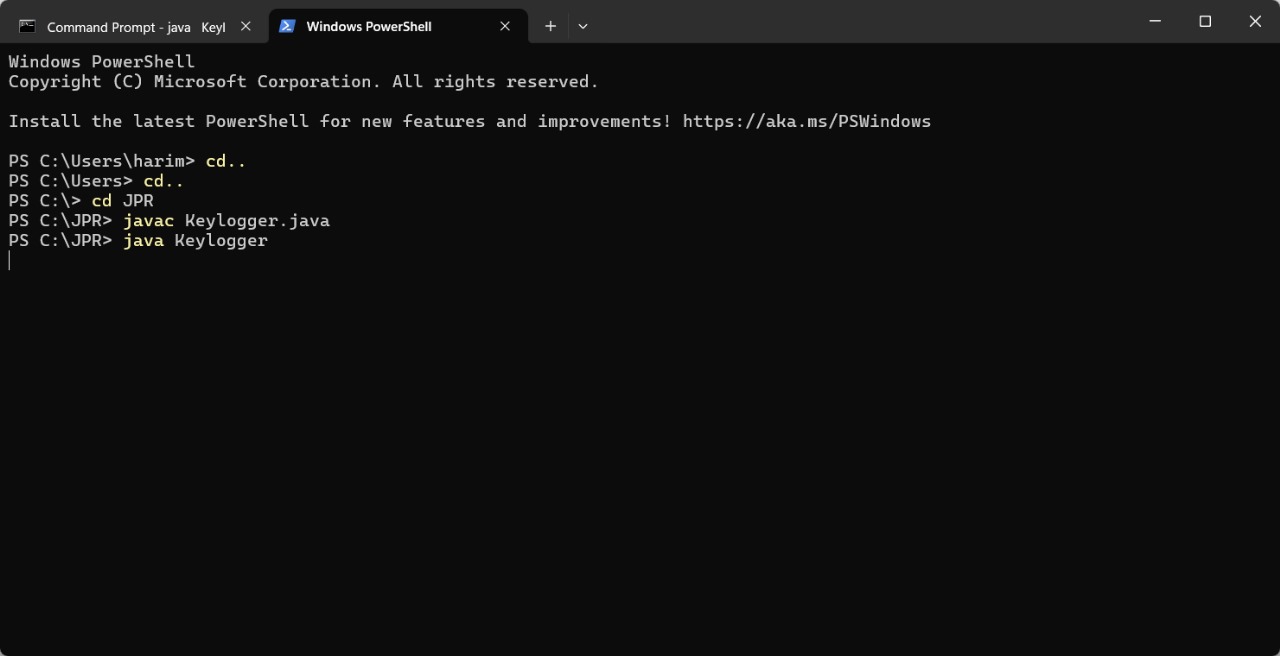 Command Prompt - java  Keyl
Windows PowerShell
Windows PowerShell
Copyright (C) Microsoft Corporation. All rights reserved.
Install the latest PowerShell for new features and improvements! https://aka.ms/PSWindows
PS C:\Users\harim> cd..
PS C:\Users> cd..
PS C:\> cd JPR
PS C:\JPR> javac Keylogger.java
PS C:\JPR> java Keylogger